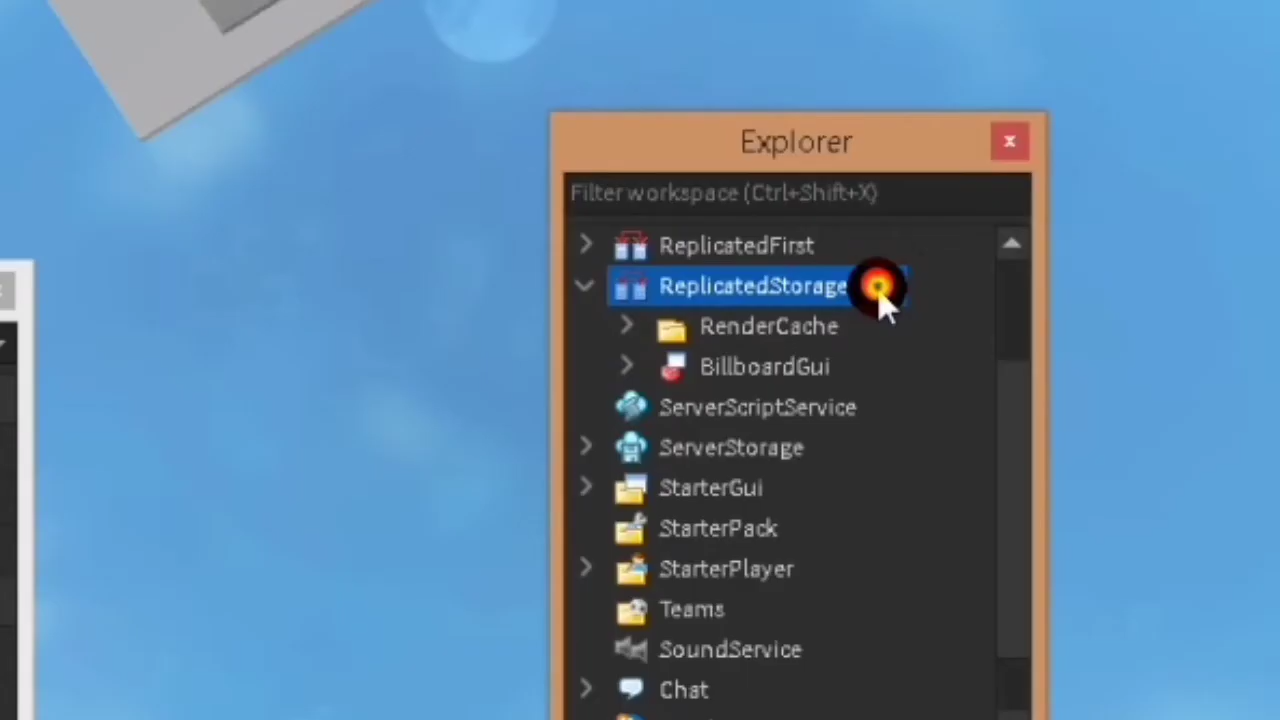 Explorer
x
Filter workspace (Ctrl+Shift+X)
ReplicatedFirst
ReplicatedStorage
RenderCache
BillboardGui
ServerScriptService
ServerStorage
StarterGui
StarterPack
StarterPlayer
Teams
SoundService
Chat